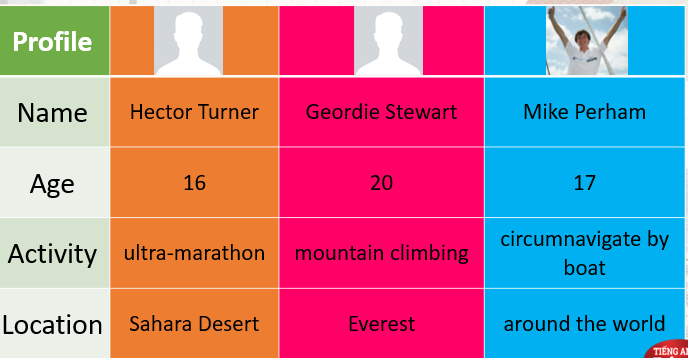 Profile
Name Hector Turner Geordie Stewart Mike Perham
Age 16 20 17
Activity ultra-marathon mountain climbing circumnavigate by
boat
Location Sahara Desert Everest around the world
TIẾNG